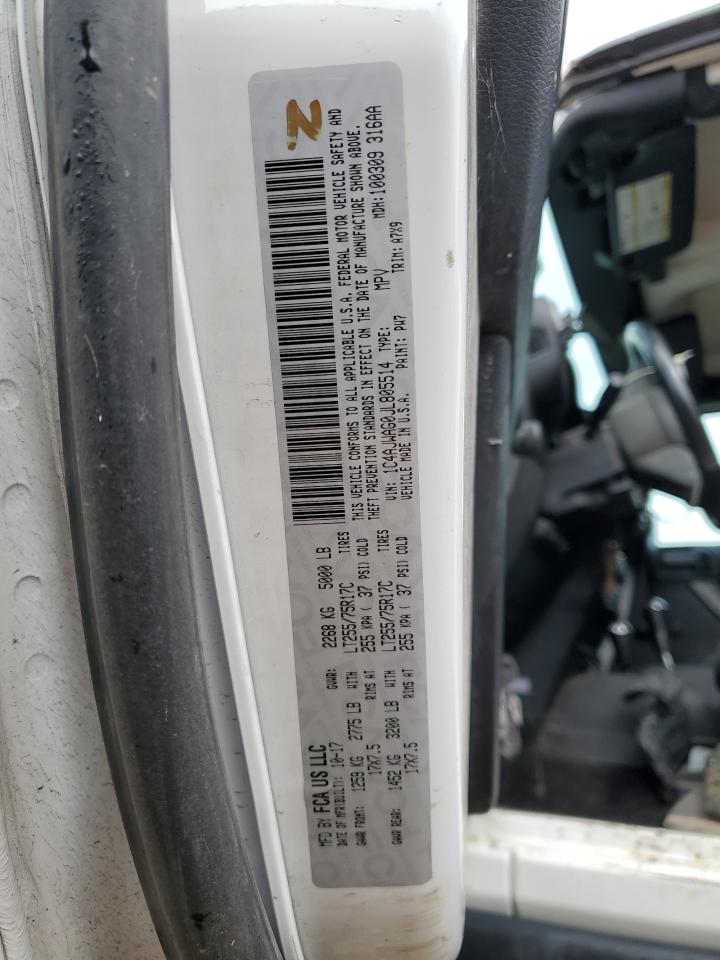 MFD BY FCA US LLC
DATE OF MFR(BUILT): 10-17 GVWR: 2268 KG 5000 LB
GAWR FRONT: 1259 KG 2775 LB WITH LT255/75R17C TIRES
17X7.5 RIMS AT 255 KPA ( 37 PSI) COLD
GAWR REAR: 1452 KG 3200 LB WITH LT255/75R17C TIRES
17X7.5 RIMS AT 255 KPA ( 37 PSI) COLD
Z
THIS VEHICLE CONFORMS TO ALL APPLICABLE U.S.A. FEDERAL MOTOR VEHICLE SAFETY AND
THEFT PREVENTION STANDARDS IN EFFECT ON THE DATE OF MANUFACTURE SHOWN ABOVE.
VIN: 1C4AJWAG0JL805514 TYPE: MPV MDH: 100309 316AA
VEHICLE MADE IN U.S.A. PAINT: PW7 TRIM: A7X9